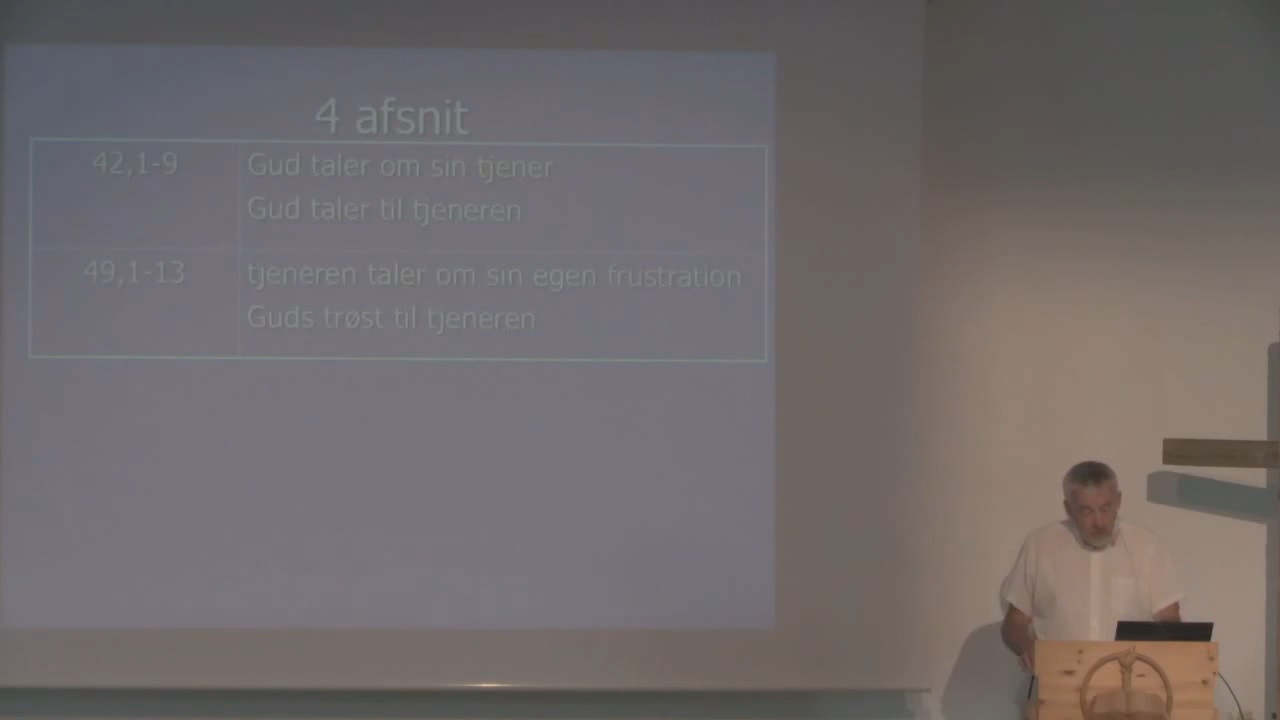 4 afsnit
42,1-9 Gud taler om sin tjener
Gud taler til tjeneren
49,1-13 tjeneren taler om sin egen frustration
Guds trøst til tjeneren